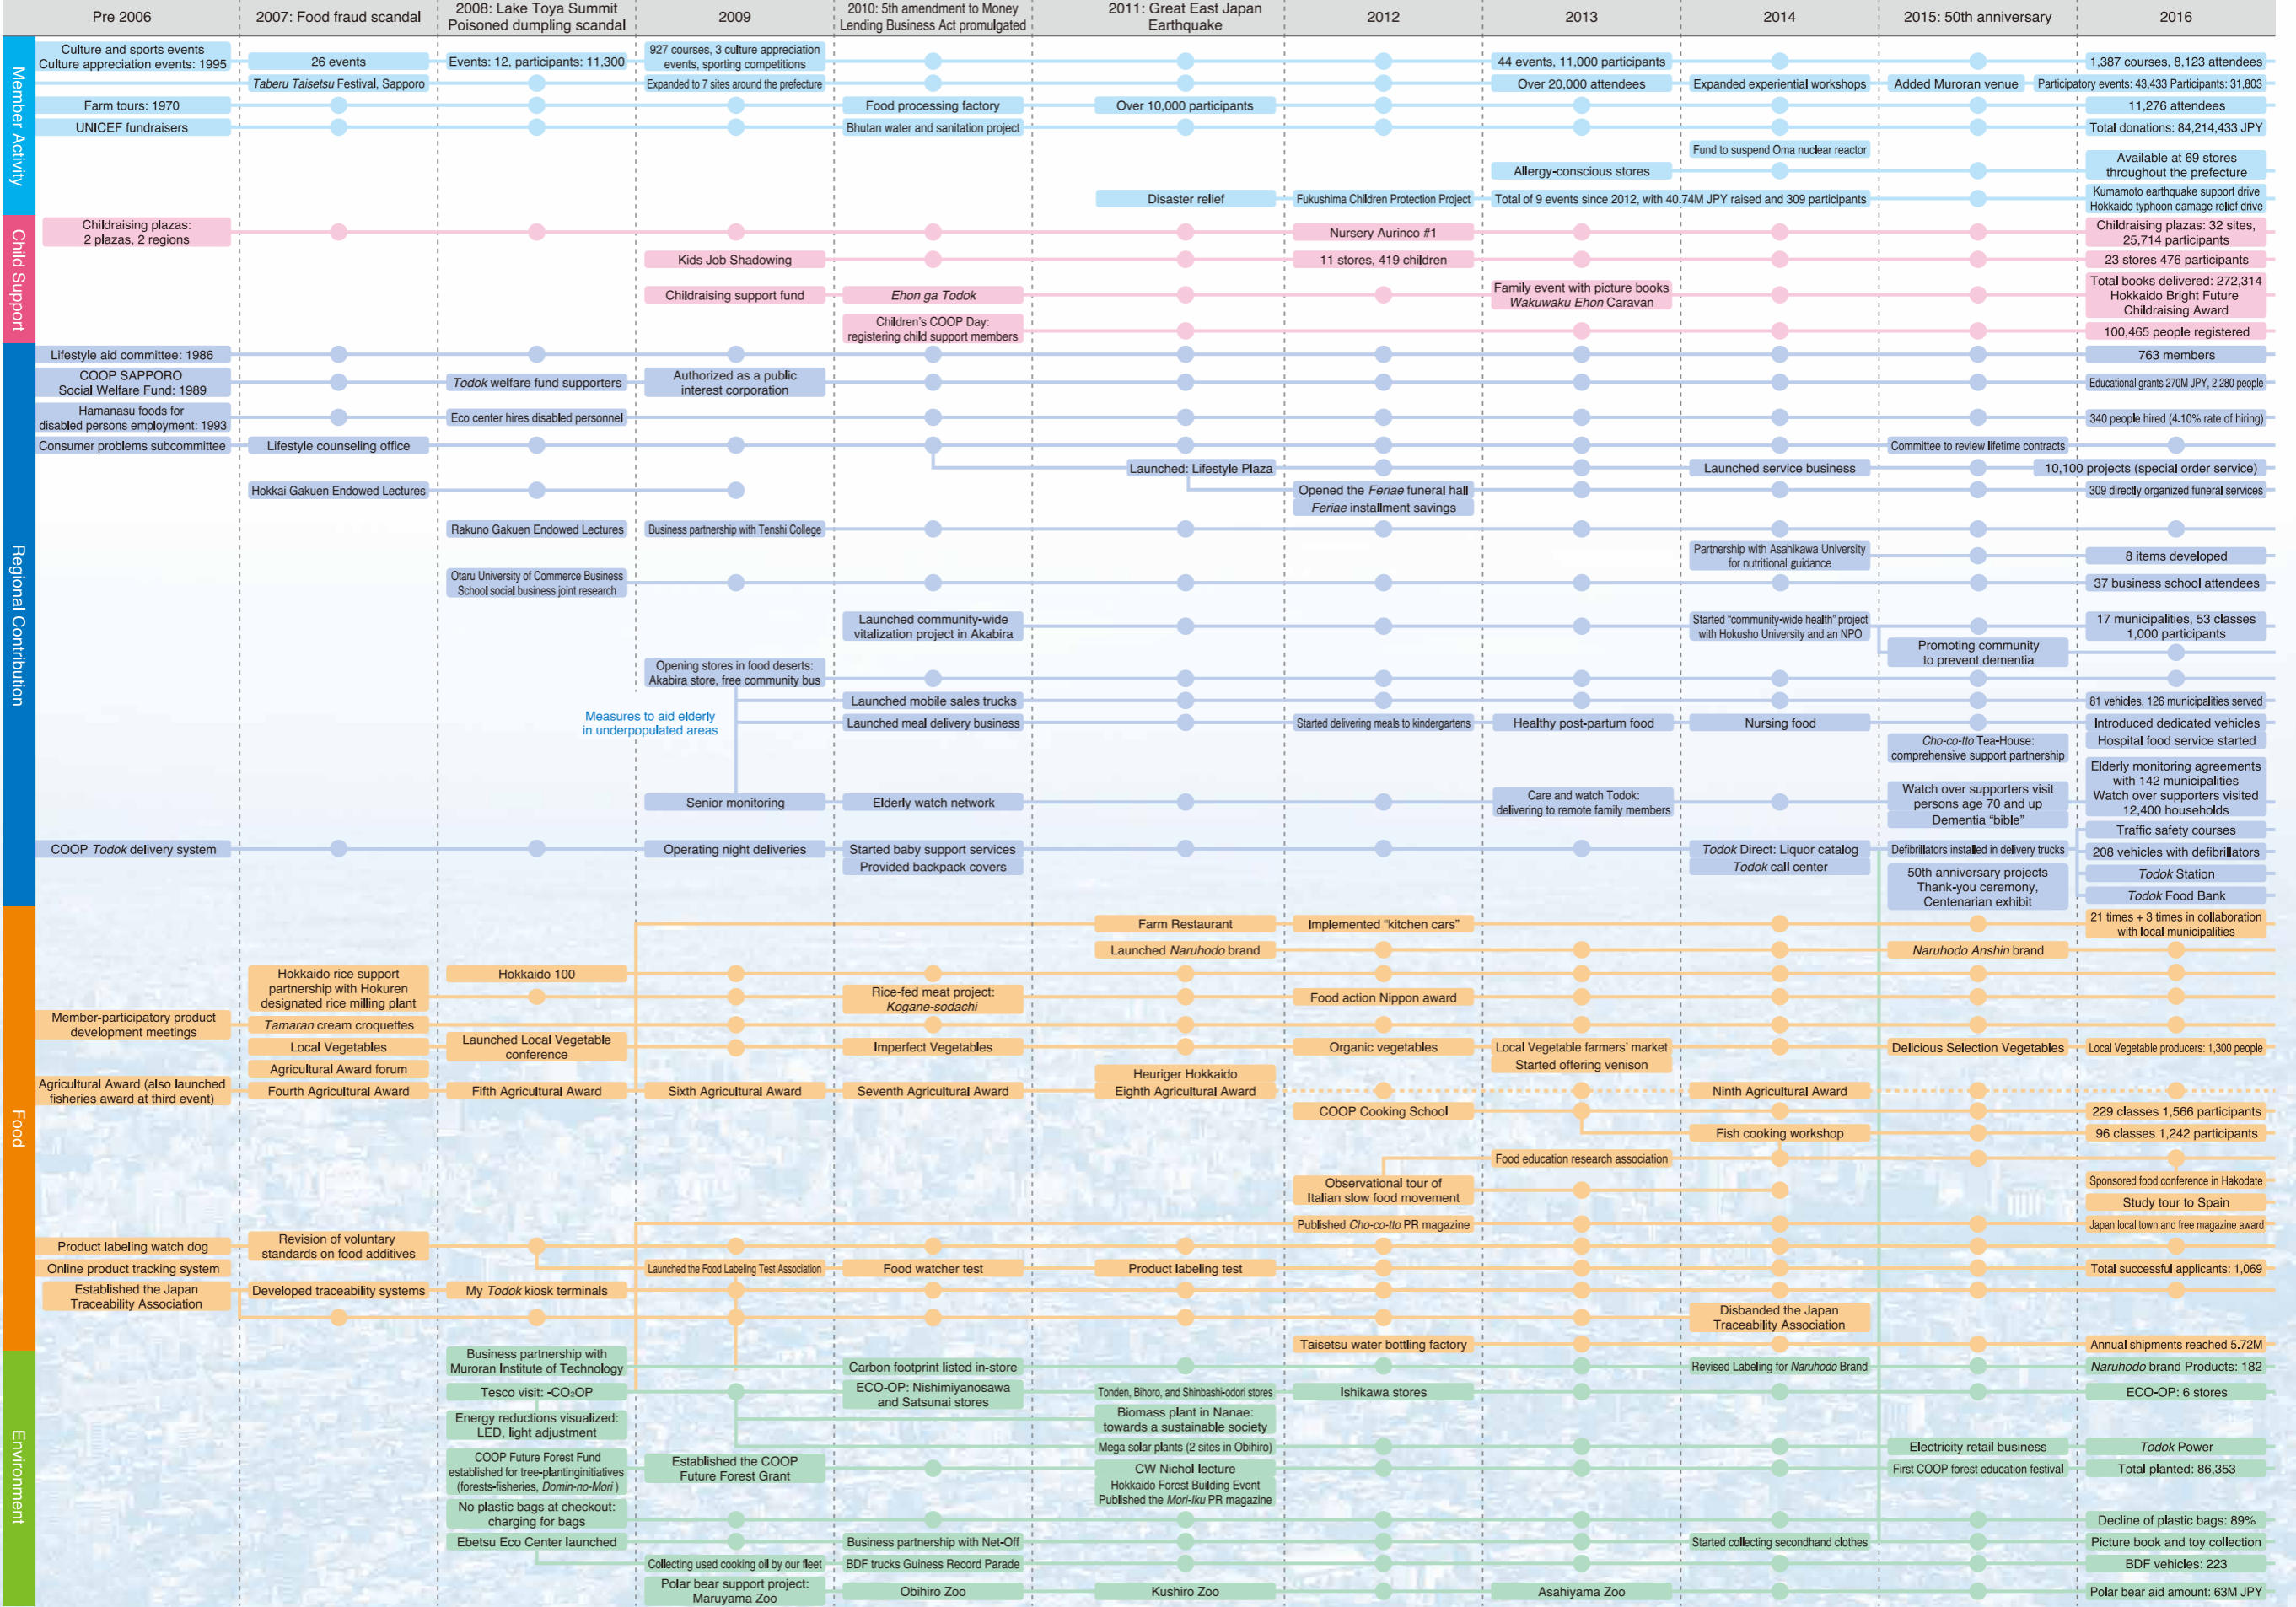 Pre 2006
2007: Food fraud scandal
2008: Lake Toya Summit
Poisoned dumpling scandal
2009
2010: 5th amendment to Money
Lending Business Act promulgated
2011: Great East Japan
Earthquake
2012
2013
2014
2015: 50th anniversary
2016
Member Activity
Culture and sports events
Culture appreciation events: 1995
26 events
Events: 12, participants: 11,300
927 courses, 3 culture appreciation
events, sporting competitions
44 events, 11,000 participants
1,387 courses, 8,123 attendees
Taberu Taisetsu Festival, Sapporo
Expanded to 7 sites around the prefecture
Over 20,000 attendees
Expanded experiential workshops
Added Muroran venue
Participatory events: 43,433 Participants: 31,803
Farm tours: 1970
Food processing factory
Over 10,000 participants
11,276 attendees
UNICEF fundraisers
Bhutan water and sanitation project
Total donations: 84,214,433 JPY
Fund to suspend Oma nuclear reactor
Allergy-conscious stores
Available at 69 stores
throughout the prefecture
Disaster relief
Fukushima Children Protection Project
Total of 9 events since 2012, with 40.74M JPY raised and 309 participants
Kumamoto earthquake support drive
Hokkaido typhoon damage relief drive
Child Support
Childraising plazas:
2 plazas, 2 regions
Nursery Aurinco #1
Childraising plazas: 32 sites,
25,714 participants
Kids Job Shadowing
11 stores, 419 children
23 stores 476 participants
Childraising support fund
Ehon ga Todok
Family event with picture books
Wakuwaku Ehon Caravan
Total books delivered: 272,314
Hokkaido Bright Future
Childraising Award
Children's COOP Day:
registering child support members
100,465 people registered
Regional Contribution
Lifestyle aid committee: 1986
763 members
COOP SAPPORO
Social Welfare Fund: 1989
Todok welfare fund supporters
Authorized as a public
interest corporation
Educational grants 270M JPY, 2,280 people
Hamanasu foods for
disabled persons employment: 1993
Eco center hires disabled personnel
340 people hired (4.10% rate of hiring)
Consumer problems subcommittee
Lifestyle counseling office
Committee to review lifetime contracts
Launched: Lifestyle Plaza
Launched service business
10,100 projects (special order service)
Hokkai Gakuen Endowed Lectures
Opened the Feriae funeral hall
Feriae installment savings
309 directly organized funeral services
Rakuno Gakuen Endowed Lectures
Business partnership with Tenshi College
Partnership with Asahikawa University
for nutritional guidance
8 items developed
Otaru University of Commerce Business
School social business joint research
37 business school attendees
Launched community-wide
vitalization project in Akabira
Started "community-wide health" project
with Hokusho University and an NPO
17 municipalities, 53 classes
1,000 participants
Promoting community
to prevent dementia
Opening stores in food deserts:
Akabira store, free community bus
Measures to aid elderly
in underpopulated areas
Launched mobile sales trucks
81 vehicles, 126 municipalities served
Launched meal delivery business
Started delivering meals to kindergartens
Healthy post-partum food
Nursing food
Introduced dedicated vehicles
Cho-co-tto Tea-House:
comprehensive support partnership
Hospital food service started
Senior monitoring
Elderly watch network
Care and watch Todok:
delivering to remote family members
Watch over supporters visit
persons age 70 and up
Dementia "bible"
Elderly monitoring agreements
with 142 municipalities
Watch over supporters visited
12,400 households
Traffic safety courses
COOP Todok delivery system
Operating night deliveries
Started baby support services
Provided backpack covers
Todok Direct: Liquor catalog
Todok call center
Defibrillators installed in delivery trucks
208 vehicles with defibrillators
50th anniversary projects
Thank-you ceremony,
Centenarian exhibit
Todok Station
Todok Food Bank
Food
Farm Restaurant
Implemented "kitchen cars"
21 times + 3 times in collaboration
with local municipalities
Launched Naruhodo brand
Naruhodo Anshin brand
Hokkaido rice support
partnership with Hokuren
designated rice milling plant
Hokkaido 100
Rice-fed meat project:
Kogane-sodachi
Food action Nippon award
Member-participatory product
development meetings
Tamaran cream croquettes
Local Vegetables
Launched Local Vegetable
conference
Imperfect Vegetables
Organic vegetables
Local Vegetable farmers' market
Started offering venison
Delicious Selection Vegetables
Local Vegetable producers: 1,300 people
Agricultural Award forum
Agricultural Award (also launched
fisheries award at third event)
Fourth Agricultural Award
Fifth Agricultural Award
Sixth Agricultural Award
Seventh Agricultural Award
Heuriger Hokkaido
Eighth Agricultural Award
Ninth Agricultural Award
COOP Cooking School
229 classes 1,566 participants
Fish cooking workshop
96 classes 1,242 participants
Food education research association
Observational tour of
Italian slow food movement
Sponsored food conference in Hakodate
Study tour to Spain
Published Cho-co-tto PR magazine
Japan local town and free magazine award
Product labeling watch dog
Revision of voluntary
standards on food additives
Online product tracking system
Launched the Food Labeling Test Association
Food watcher test
Product labeling test
Total successful applicants: 1,069
Established the Japan
Traceability Association
Developed traceability systems
My Todok kiosk terminals
Disbanded the Japan
Traceability Association
Taisetsu water bottling factory
Annual shipments reached 5.72M
Environment
Business partnership with
Muroran Institute of Technology
Carbon footprint listed in-store
Revised Labeling for Naruhodo Brand
Naruhodo brand Products: 182
Tesco visit: -CO₂OP
ECO-OP: Nishimiyanosawa
and Satsunai stores
Tonden, Bihoro, and Shinbashi-odori stores
Ishikawa stores
ECO-OP: 6 stores
Energy reductions visualized:
LED, light adjustment
Biomass plant in Nanae:
towards a sustainable society
Mega solar plants (2 sites in Obihiro)
Electricity retail business
Todok Power
COOP Future Forest Fund
established for tree-plantinginitiatives
(forests-fisheries, Domin-no-Mori )
Established the COOP
Future Forest Grant
CW Nichol lecture
Hokkaido Forest Building Event
Published the Mori-Iku PR magazine
First COOP forest education festival
Total planted: 86,353
No plastic bags at checkout:
charging for bags
Decline of plastic bags: 89%
Ebetsu Eco Center launched
Business partnership with Net-Off
Started collecting secondhand clothes
Picture book and toy collection
Collecting used cooking oil by our fleet
BDF trucks Guiness Record Parade
BDF vehicles: 223
Polar bear support project:
Maruyama Zoo
Obihiro Zoo
Kushiro Zoo
Asahiyama Zoo
Polar bear aid amount: 63M JPY